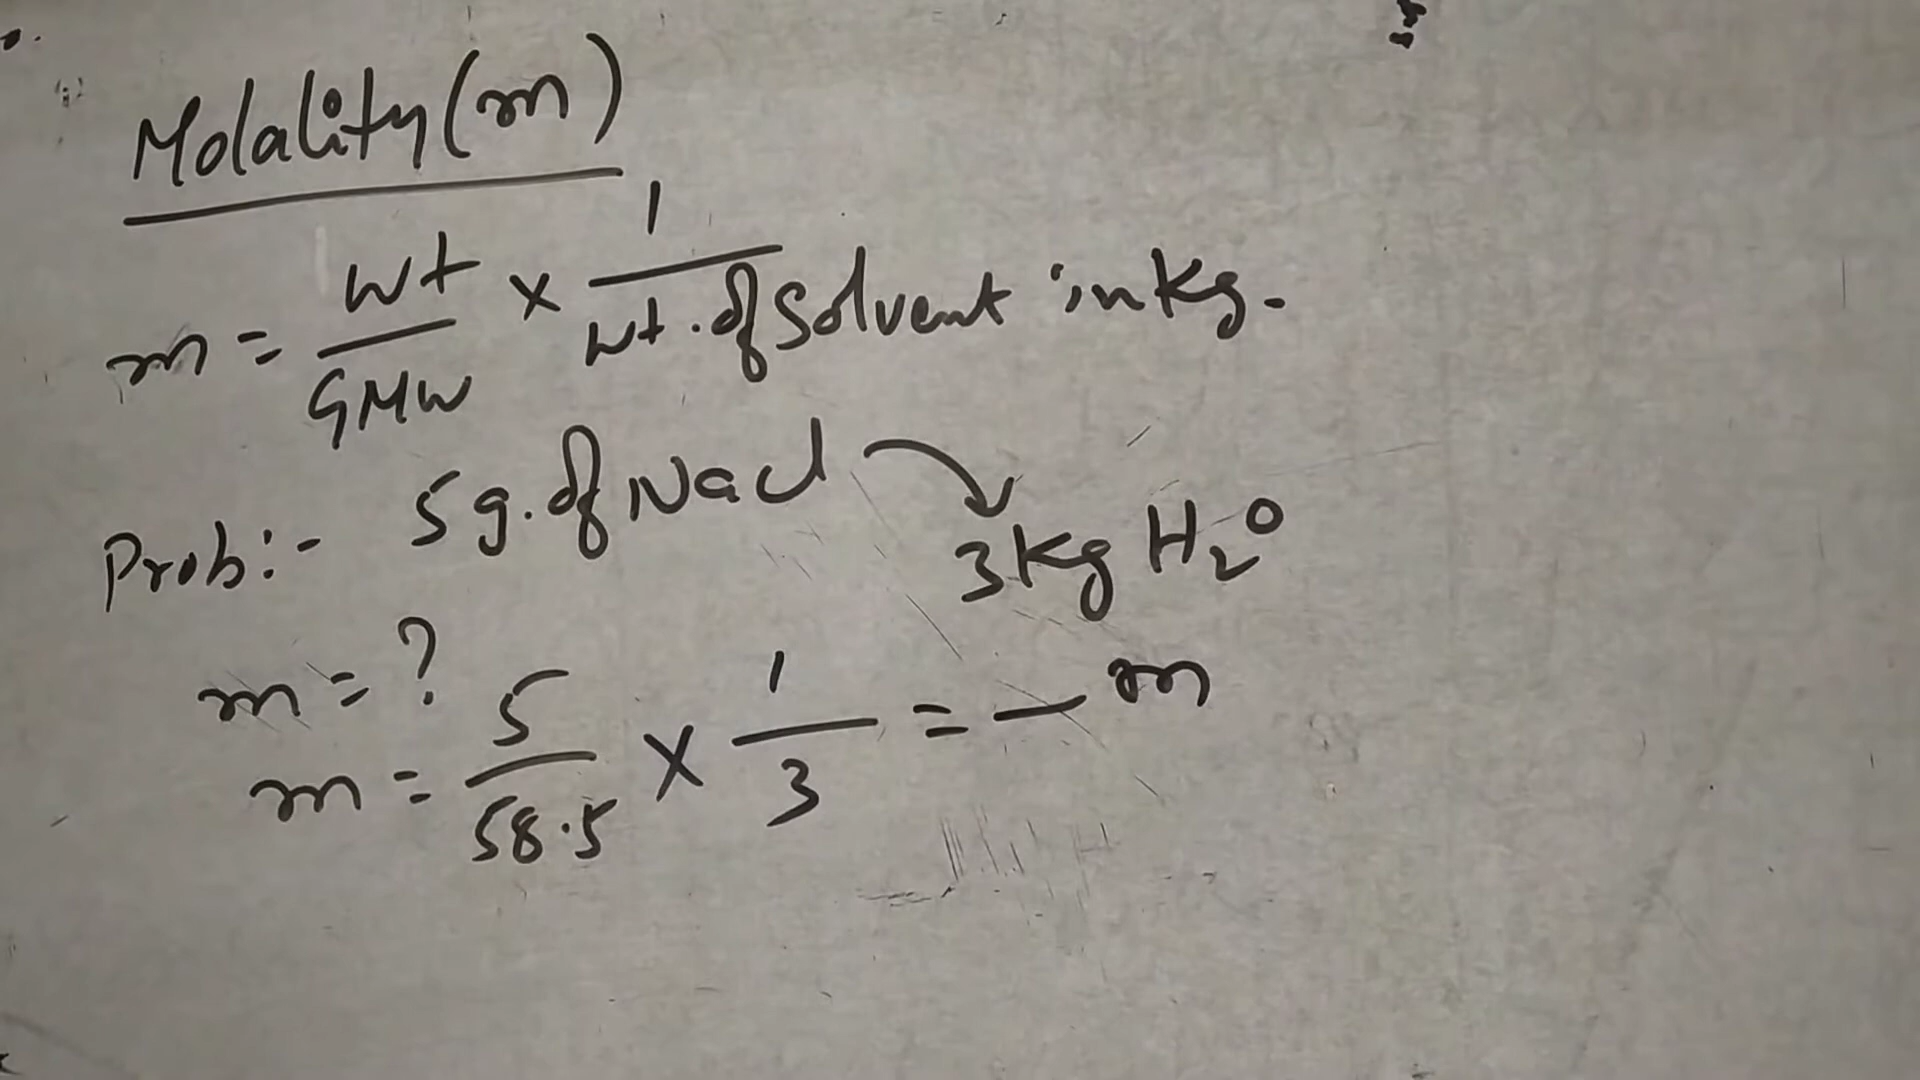 Molality (m)
m = wt/GMW × 1/wt. of Solvent in Kg.
Prob:- 5 g. of Nacl → 3Kg H₂O
m = ?
m = 5/58.5 × 1/3 = — m